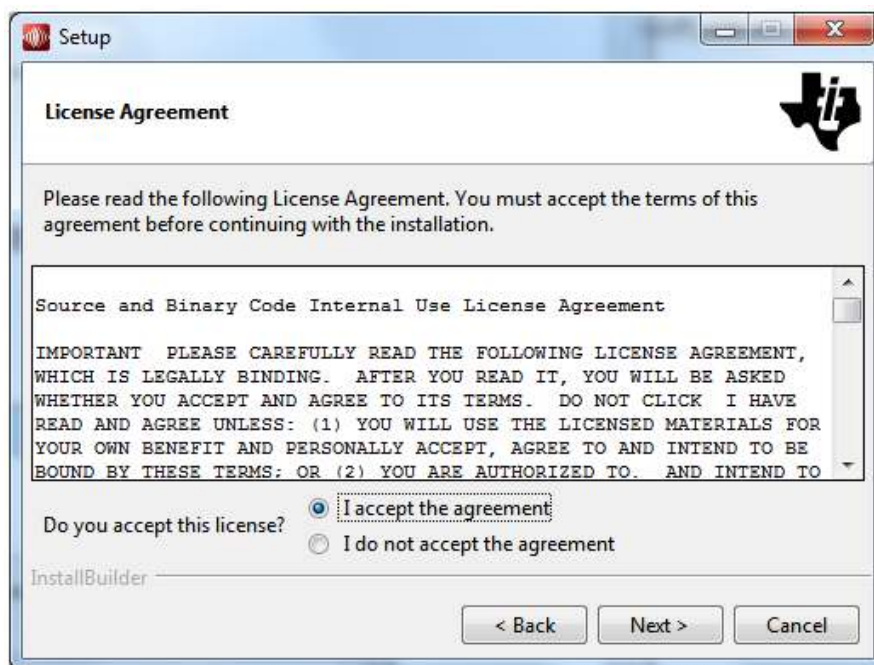 Setup
License Agreement
Please read the following License Agreement. You must accept the terms of this
agreement before continuing with the installation.
Source and Binary Code Internal Use License Agreement
IMPORTANT  PLEASE CAREFULLY READ THE FOLLOWING LICENSE AGREEMENT,
WHICH IS LEGALLY BINDING.  AFTER YOU READ IT, YOU WILL BE ASKED
WHETHER YOU ACCEPT AND AGREE TO ITS TERMS.  DO NOT CLICK  I HAVE
READ AND AGREE UNLESS: (1) YOU WILL USE THE LICENSED MATERIALS FOR
YOUR OWN BENEFIT AND PERSONALLY ACCEPT, AGREE TO AND INTEND TO BE
BOUND BY THESE TERMS; OR (2) YOU ARE AUTHORIZED TO,  AND INTEND TO
Do you accept this license?
I accept the agreement
I do not accept the agreement
InstallBuilder
< Back Next > Cancel